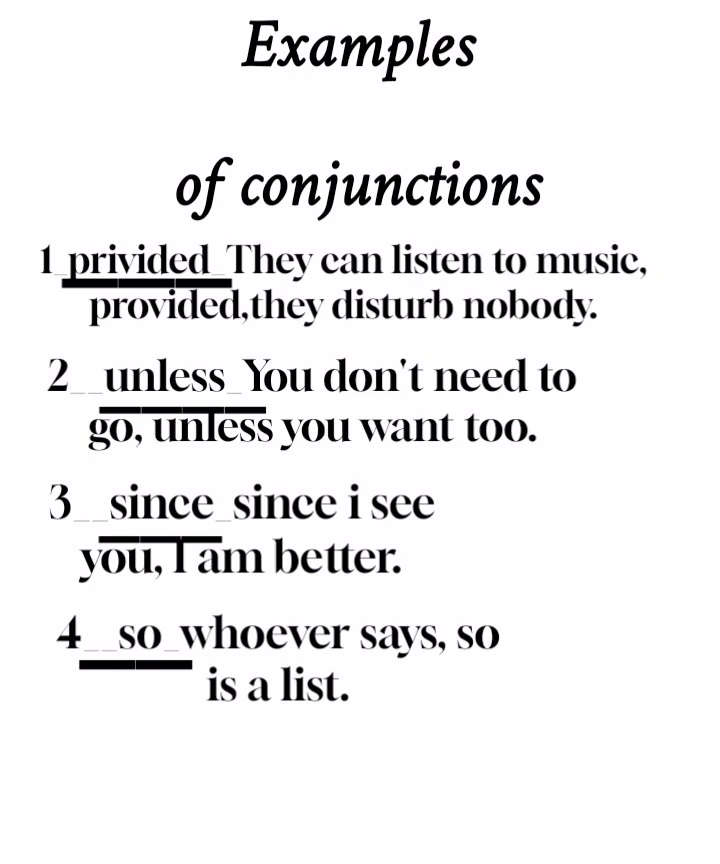 Examples
of conjunctions
1_privided_They can listen to music,
provided,they disturb nobody.
2__unless_You don't need to
go, unless you want too.
3__since_since i see
you, I am better.
4__so_whoever says, so
is a list.